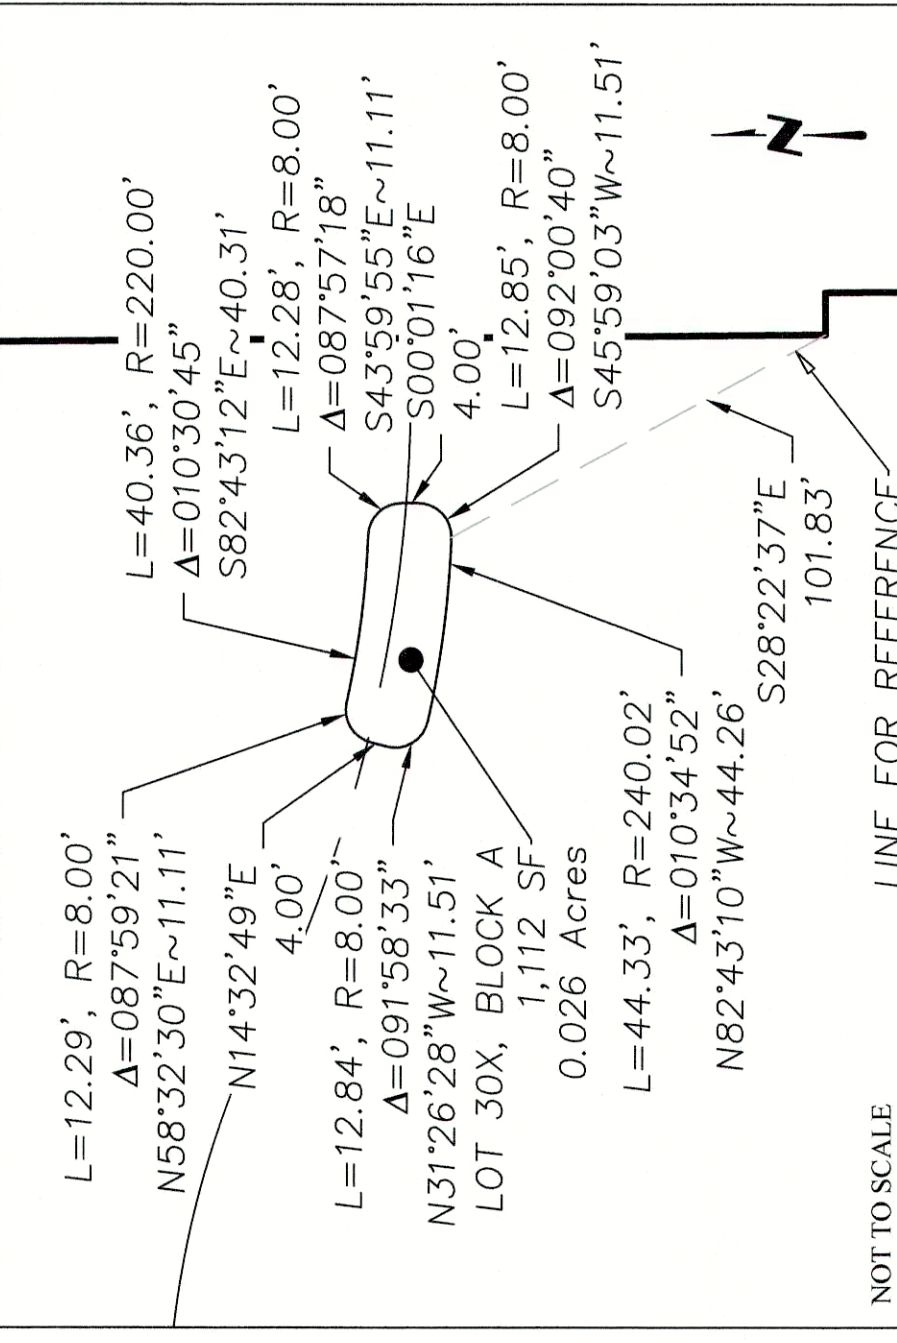 L=40.36', R=220.00'
Δ=010°30'45"
S82°43'12"E~40.31'
L=12.28', R=8.00'
Δ=087°57'18"
S43°59'55"E~11.11'
S00°01'16"E
4.00'
L=12.85', R=8.00'
Δ=092°00'40"
S45°59'03"W~11.51'
N
L=12.29', R=8.00'
Δ=087°59'21"
N58°32'30"E~11.11'
N14°32'49"E
4.00'
L=12.84', R=8.00'
Δ=091°58'33"
N31°26'28"W~11.51'
LOT 30X, BLOCK A
1,112 SF
0.026 Acres
L=44.33', R=240.02'
Δ=010°34'52"
N82°43'10"W~44.26'
S28°22'37"E
101.83'
LINE FOR REFERENCE
NOT TO SCALE